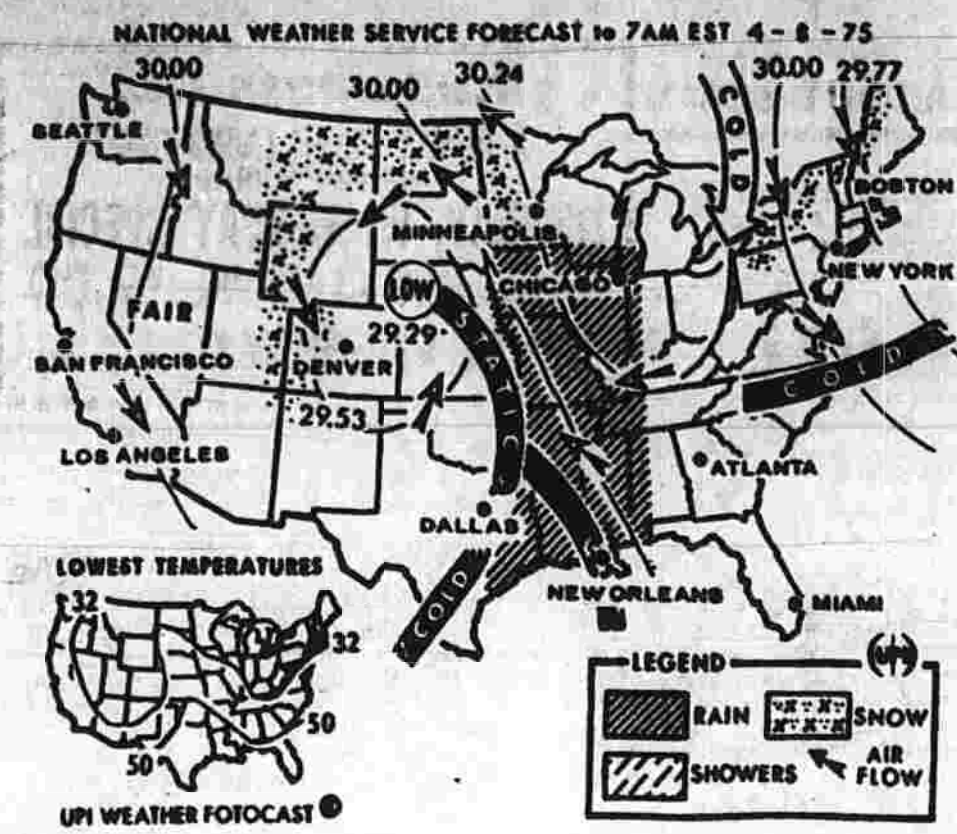 NATIONAL WEATHER SERVICE FORECAST to 7AM EST 4 - 8 - 75
30.00
30.00
30.24
30.00
29.77
COLD
SEATTLE
BOSTON
MINNEAPOLIS
NEW YORK
LOW
CHICAGO
FAIR
29.29
STATIC
SAN FRANCISCO
DENVER
COLD
29.53
LOS ANGELES
ATLANTA
DALLAS
COLD
NEW ORLEANS
MIAMI
LOWEST TEMPERATURES
32
32
50
50
UPI WEATHER FOTOCAST
LEGEND
UPI
RAIN
SNOW
SHOWERS
AIR
FLOW